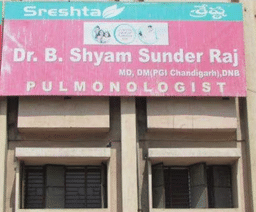 Sreshta శ్రేష్ఠ
Dr. B. Shyam Sunder Raj
MD, DM(PGI Chandigarh),DNB
PULMONOLOGIST